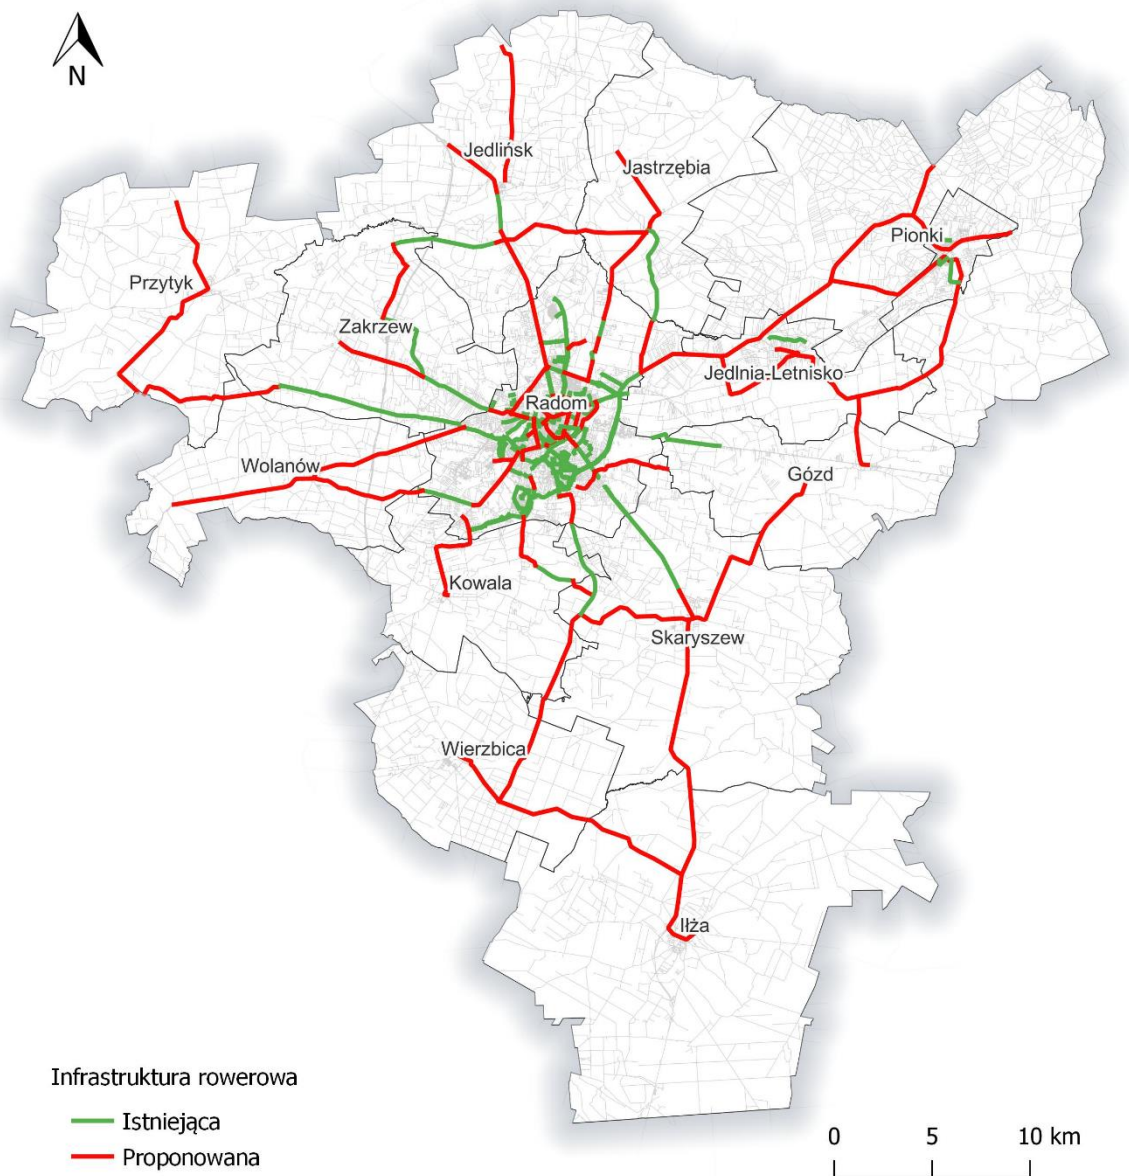 N
Jedlińsk
Jastrzębia
Pionki
Przytyk
Zakrzew
Jedlnia-Letnisko
Radom
Wolanów
Gózd
Kowala
Skaryszew
Wierzbica
Iłża
Infrastruktura rowerowa
Istniejąca
Proponowana
0 5 10 km